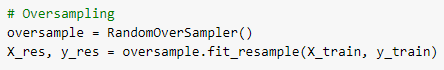 # Oversampling
oversample = RandomOverSampler()
X_res, y_res = oversample.fit_resample(X_train, y_train)